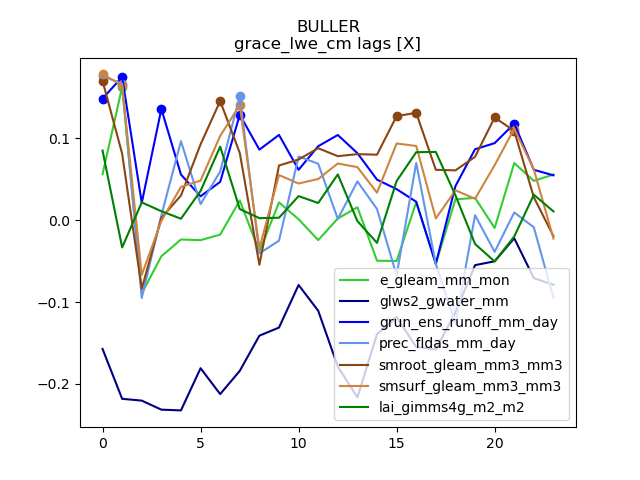 BULLER
grace_lwe_cm lags [X]
0.1
0.0
−0.1
−0.2
0
5
10
15
20
e_gleam_mm_mon
glws2_gwater_mm
grun_ens_runoff_mm_day
prec_fldas_mm_day
smroot_gleam_mm3_mm3
smsurf_gleam_mm3_mm3
lai_gimms4g_m2_m2